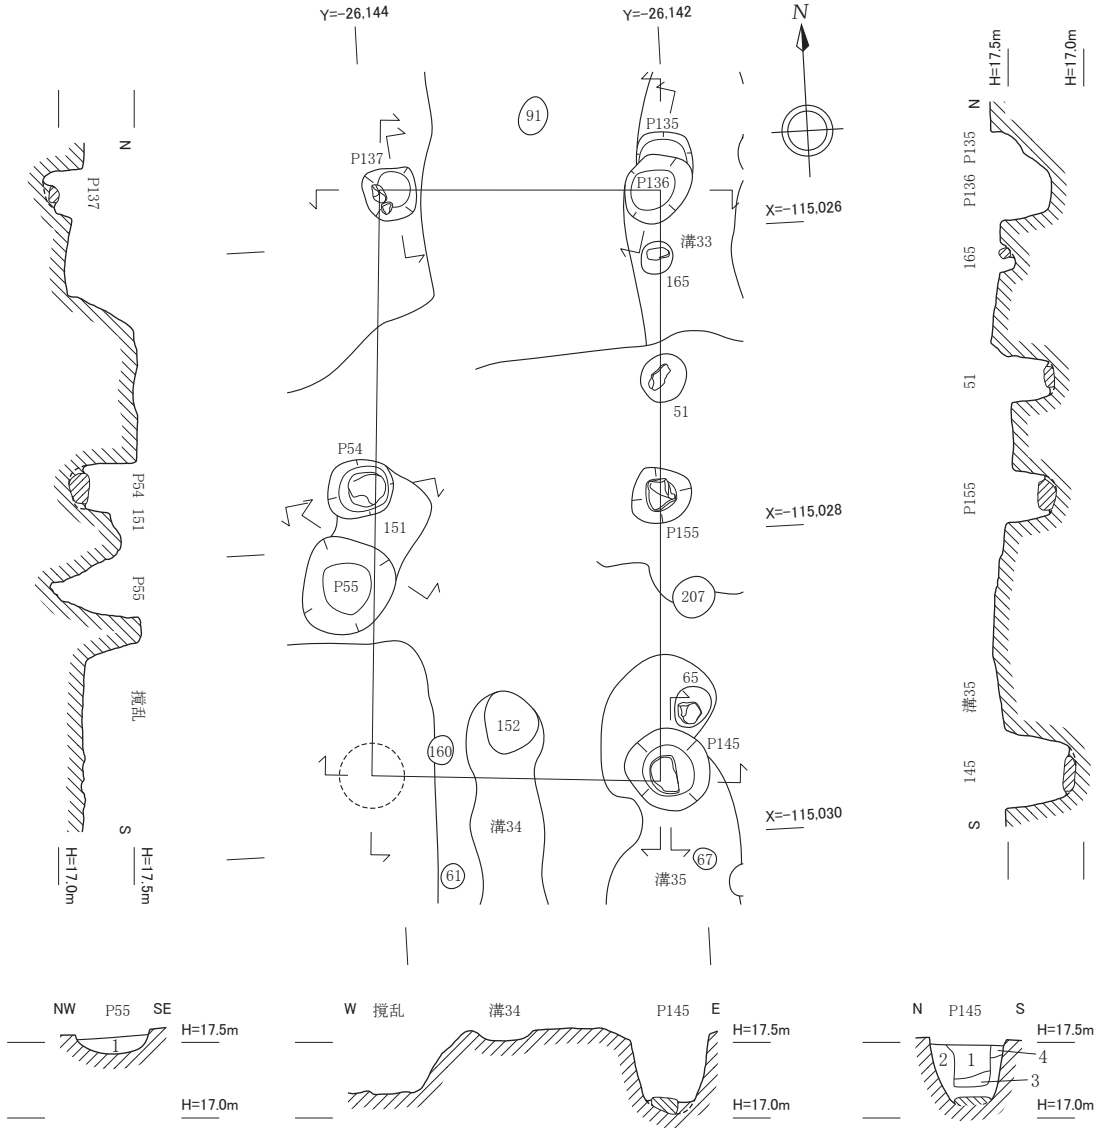 Y=-26,144
Y=-26,142
N
H=17.5m
H=17.0m
91
P135
P137
P136
X=-115,026
溝33
165
51
P54
151
X=-115,028
P155
P55
207
65
152
P145
160
X=-115,030
溝34
61
67
溝35
N
P137
P54
151
P55
撹乱
S
H=17.0m
H=17.5m
N
P135
P136
165
51
P155
溝35
145
S
NW
P55
SE
H=17.5m
1
H=17.0m
W
撹乱
溝34
P145
E
H=17.5m
H=17.0m
N
P145
S
H=17.5m
2
1
4
3
H=17.0m